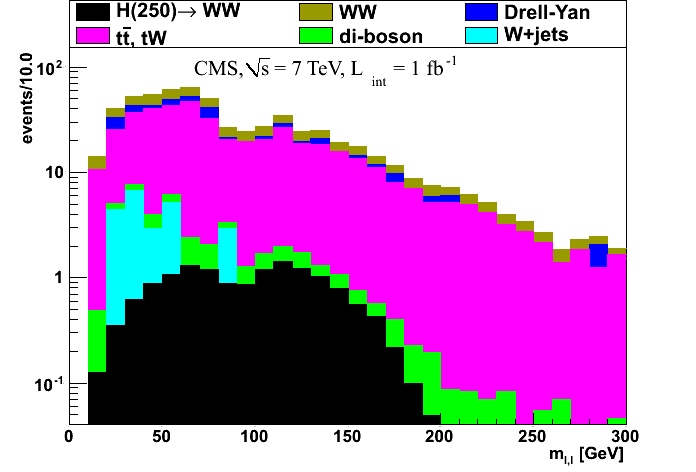 H(250)→ WW WW Drell-Yan
tt̄, tW di-boson W+jets
CMS, √s = 7 TeV, L int = 1 fb⁻¹
events/10.0
10²
10
1
10⁻¹
0 50 100 150 200 250 300
m_{l,l} [GeV]